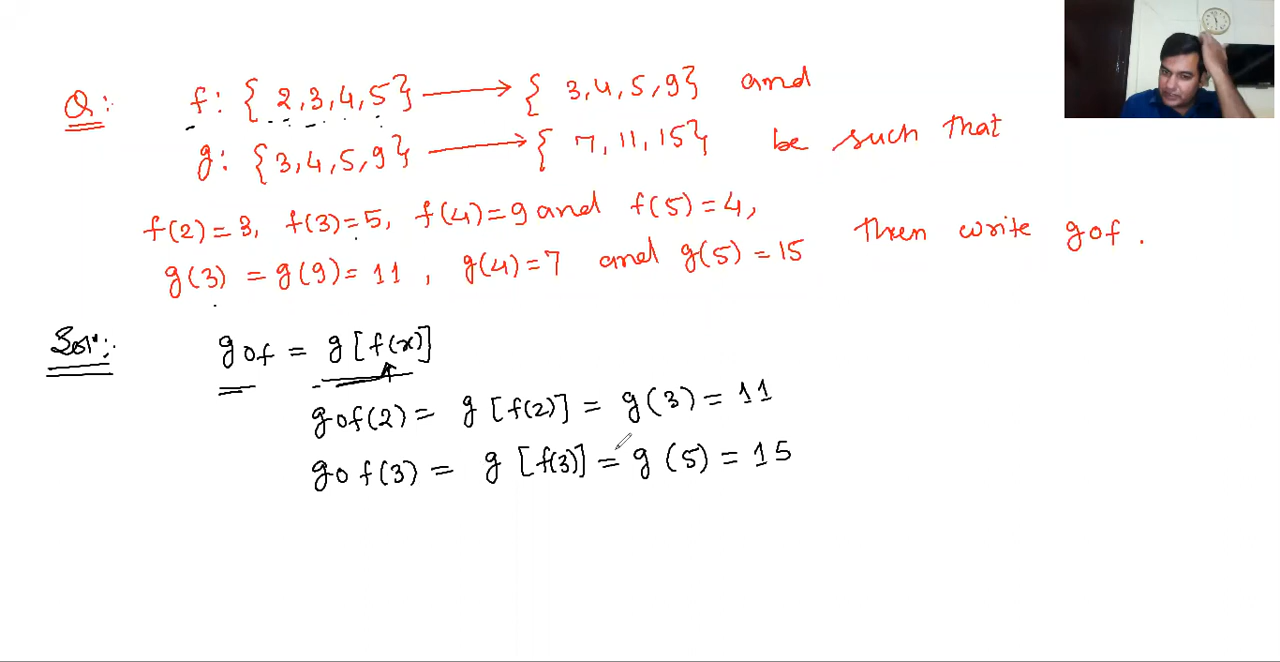 Q: f: { 2,3,4,5} → { 3,4,5,9} and
g: {3,4,5,9} → { 7,11,15} be such that
f(2)=3, f(3)=5, f(4)=9 and f(5)=4,
g(3) = g(9)=11, g(4)=7 and g(5)=15 then write gof.
Sol:
gof = g[f(x)]
gof(2)= g[f(2)] = g(3)=11
gof(3) = g[f(3)] = g(5)=15